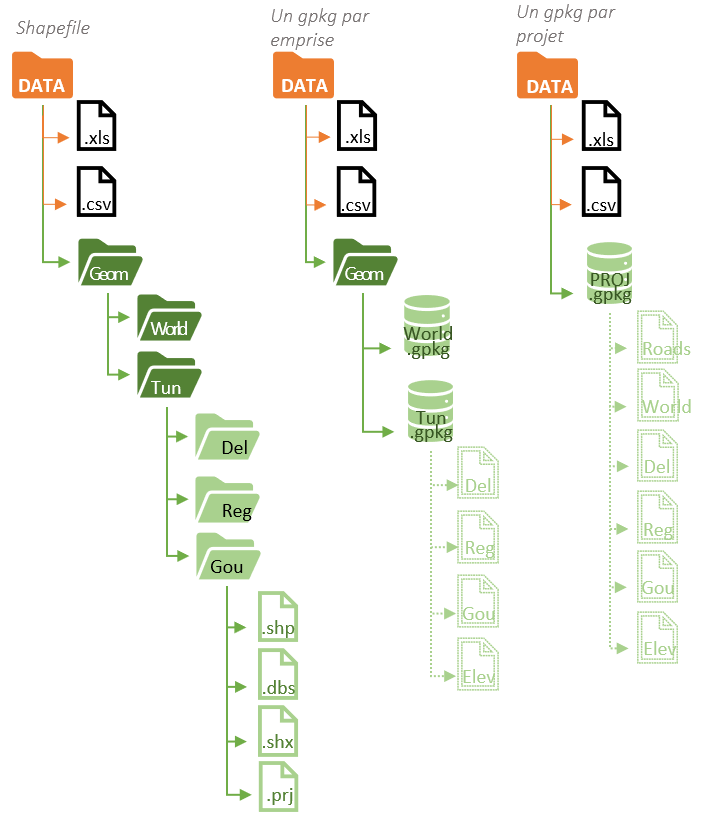 Shapefile
DATA
.xls
.csv
Geom
World
Tun
Del
Reg
Gou
.shp
.dbs
.shx
.prj
Un gpkg par
emprise
DATA
.xls
.csv
Geom
World
.gpkg
Tun
.gpkg
Del
Reg
Gou
Elev
Un gpkg par
projet
DATA
.xls
.csv
PROJ
.gpkg
Roads
World
Del
Reg
Gou
Elev